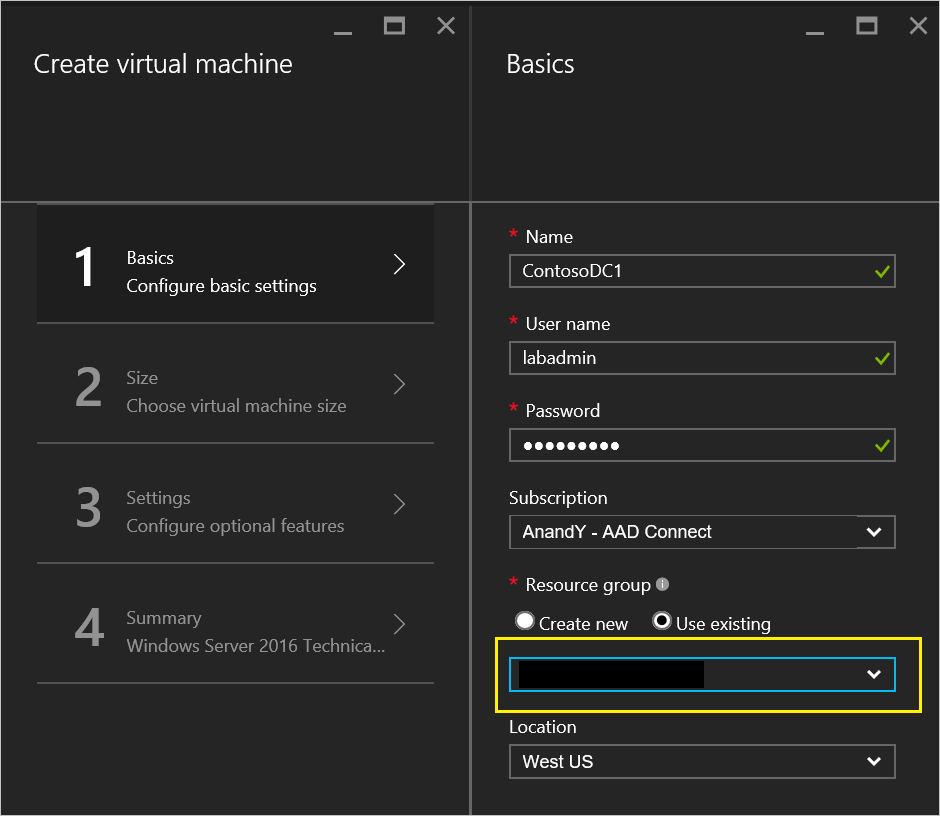 Create virtual machine
1
Basics
Configure basic settings
2
Size
Choose virtual machine size
3
Settings
Configure optional features
4
Summary
Windows Server 2016 Technica...
Basics
* Name
ContosoDC1
* User name
labadmin
* Password
•••••••••
Subscription
AnandY - AAD Connect
* Resource group
Create new Use existing
Location
West US